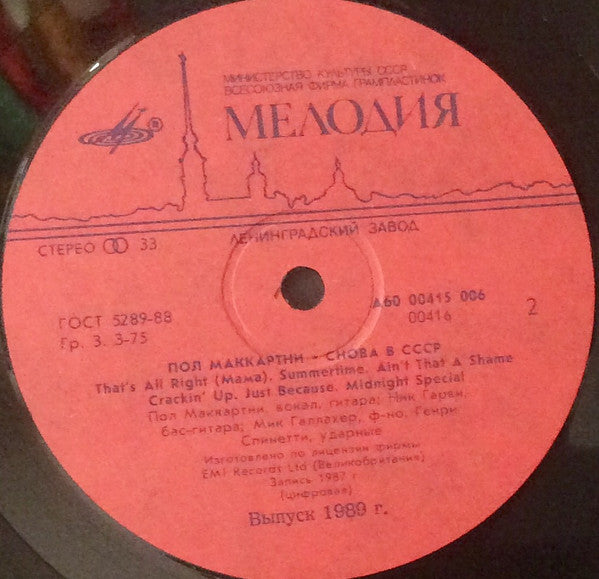 МИНИСТЕРСТВО КУЛЬТУРЫ СССР
ВСЕСОЮЗНАЯ ФИРМА ГРАМПЛАСТИНОК
МЕЛОДИЯ
®
ЛЕНИНГРАДСКИЙ ЗАВОД
СТЕРЕО 33
ГОСТ 5289-88
Гр. 3. 3-75
А60 00415 006
00416
2
ПОЛ МАККАРТНИ - СНОВА В СССР
That's All Right (Мама). Summertime. Ain't That A Shame
Crackin' Up. Just Because. Midnight Special
Пол Маккартни, вокал, гитара; Ник Гарви,
бас-гитара; Мик Галлахер, ф-но, Генри
Спинетти, ударные
Изготовлено по лицензии фирмы
EMI Records Ltd (Великобритания)
Запись 1987 г
(цифровая)
Выпуск 1989 г.